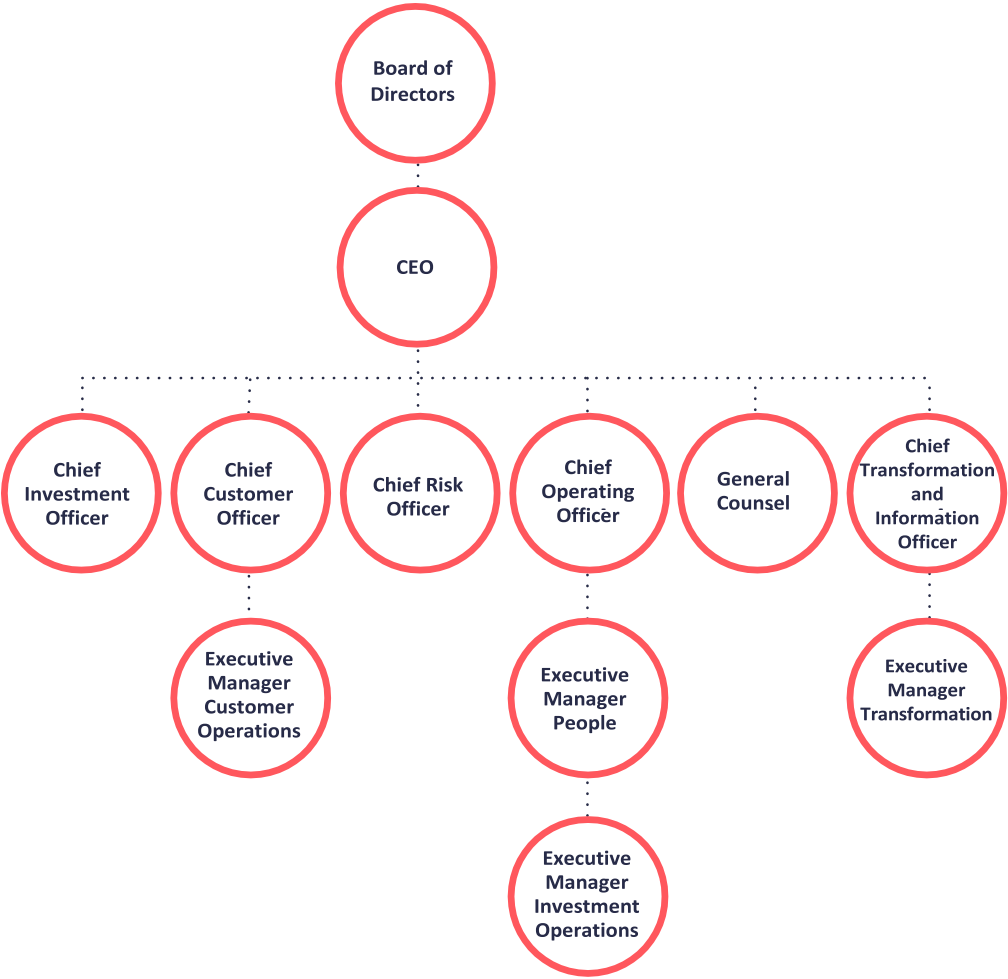 Board of
Directors
CEO
Chief
Investment
Officer
Chief
Customer
Officer
Chief Risk
Officer
Chief
Operating
Officer
General
Counsel
Chief
Transformation
and
Information
Officer
Executive
Manager
Customer
Operations
Executive
Manager
People
Executive
Manager
Transformation
Executive
Manager
Investment
Operations